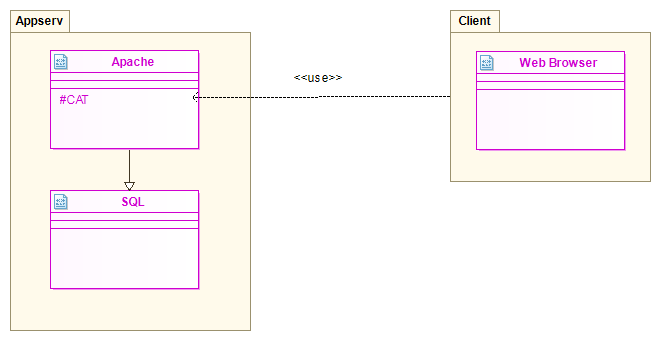 Appserv
Client
Apache
Web Browser
<<use>>
#CAT
SQL